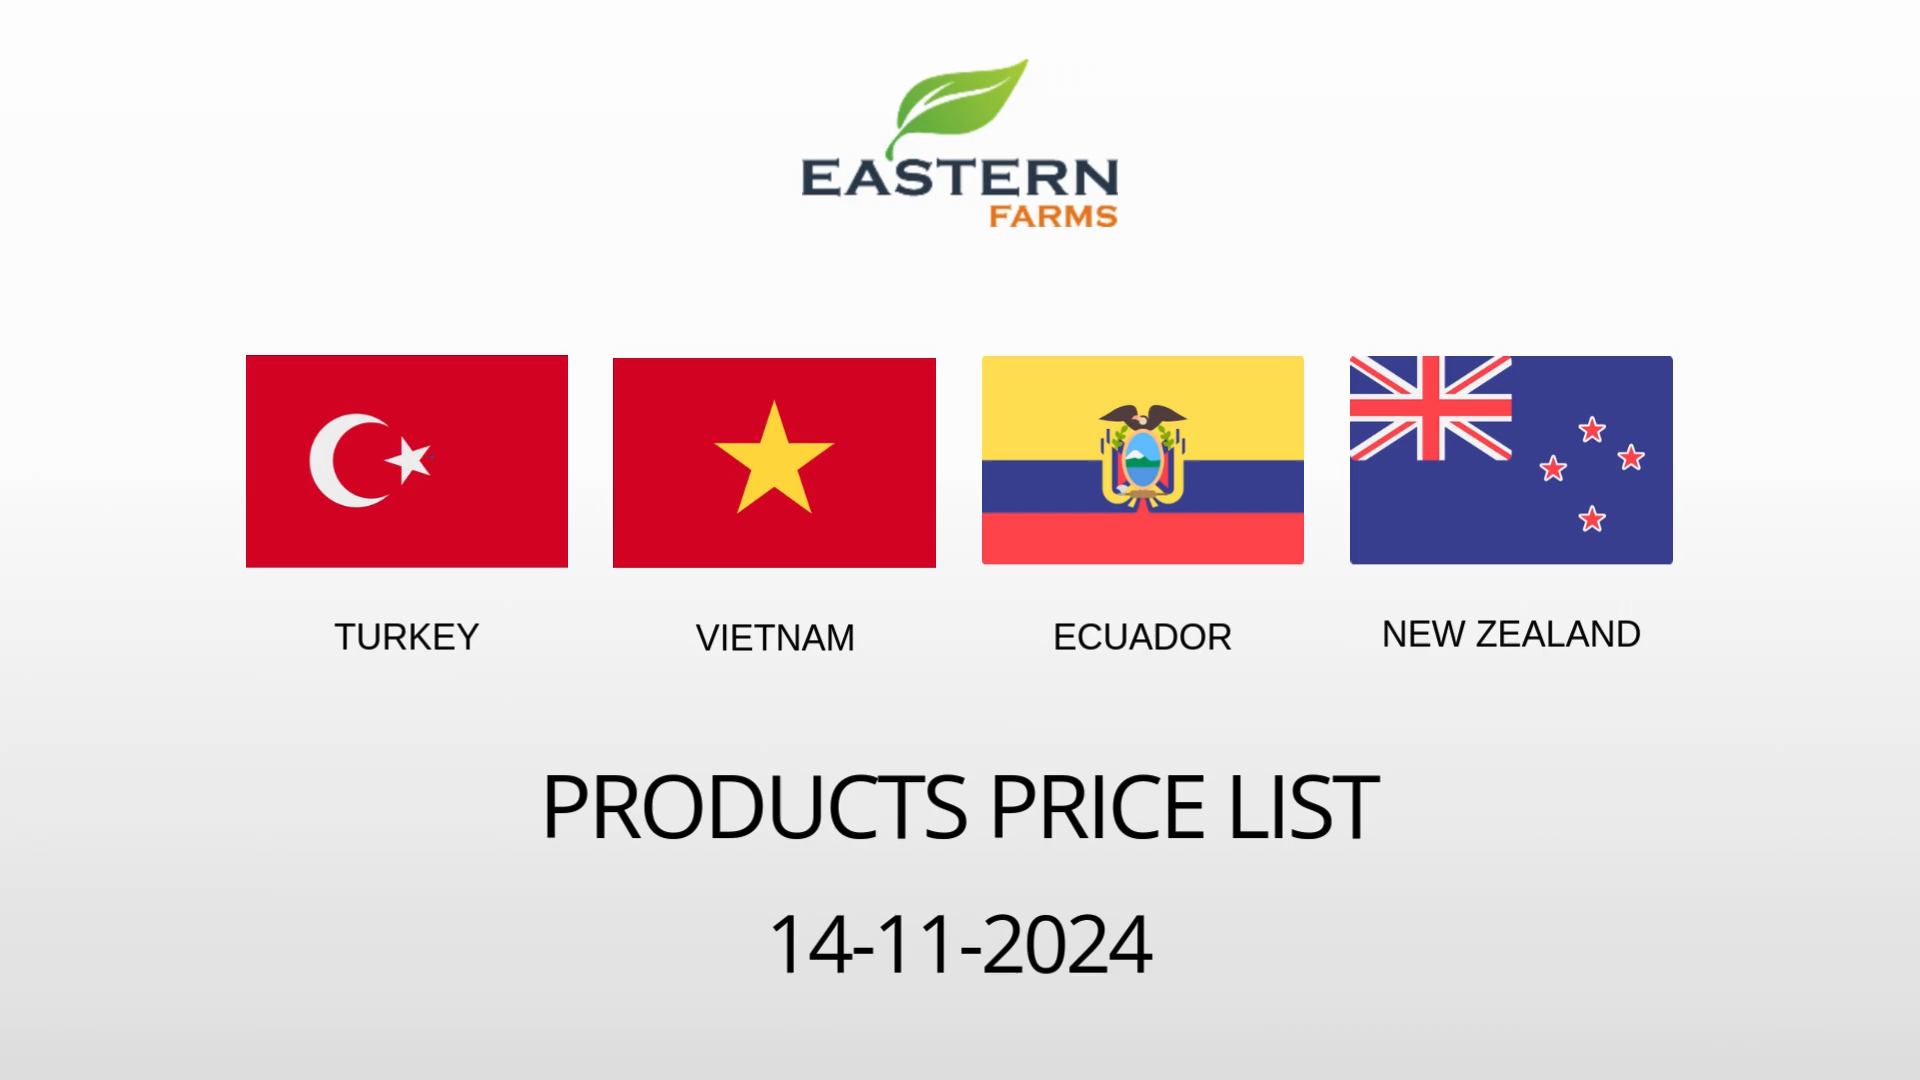 EASTERN
FARMS
TURKEY
VIETNAM
ECUADOR
NEW ZEALAND
PRODUCTS PRICE LIST
14-11-2024